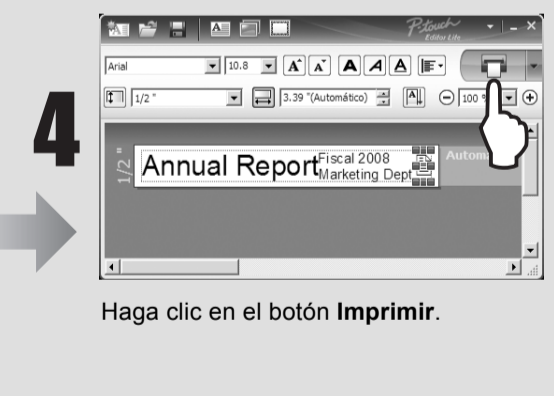 4
P-touch
Editor Lite
Arial
10.8
A A A A A
1/2 "
3.39 "(Automático)
A
100 %
1/2 "
Annual Report
Fiscal 2008
Marketing Dept
Haga clic en el botón Imprimir.